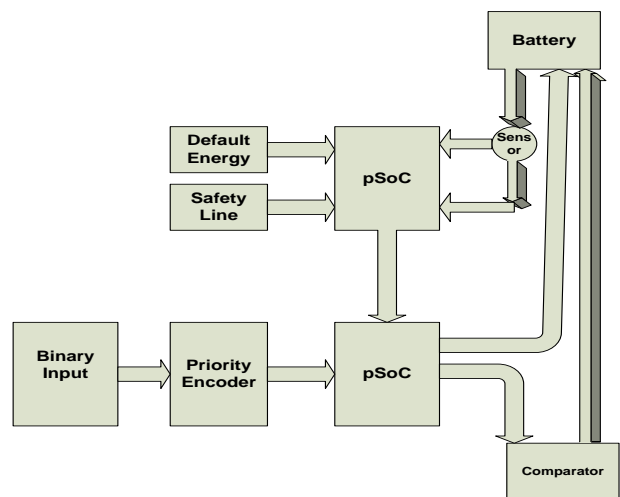 Battery
Default
Energy
Sens
or
pSoC
Safety
Line
Binary
Input
Priority
Encoder
pSoC
Comparator